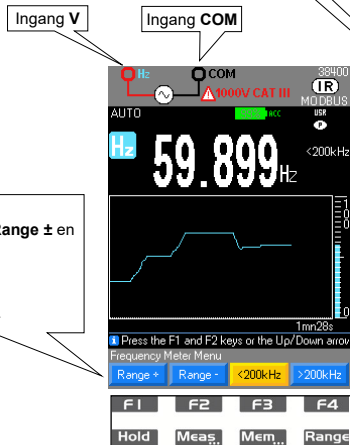 Ingang V
Ingang COM
Hz
COM
38400
IR
1000V CAT III
MODBUS
AUTO
ACC
USR
P
Hz
59.899Hz
<200kHz
Range ± en
1mn28s
Press the F1 and F2 keys or the Up/Down arrow
Frequency Meter Menu
Range +
Range -
<200kHz
>200kHz
F1
F2
F3
F4
Hold
Meas...
Mem...
Range